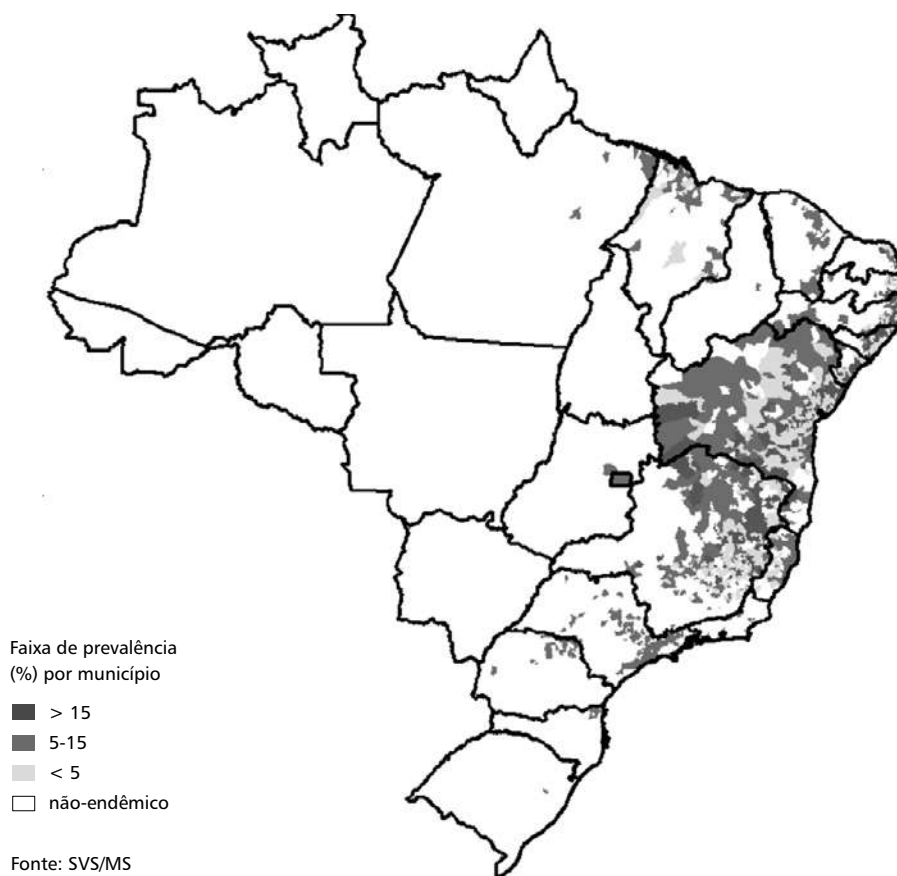 Faixa de prevalência
(%) por município
> 15
5-15
< 5
não-endêmico
Fonte: SVS/MS